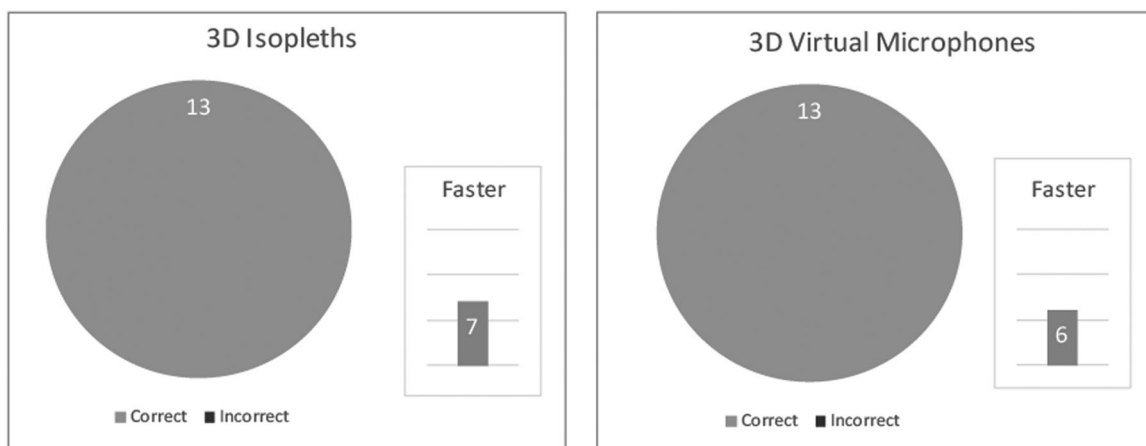 3D Isopleths
13
Faster
7
Correct Incorrect
3D Virtual Microphones
13
Faster
6
Correct Incorrect